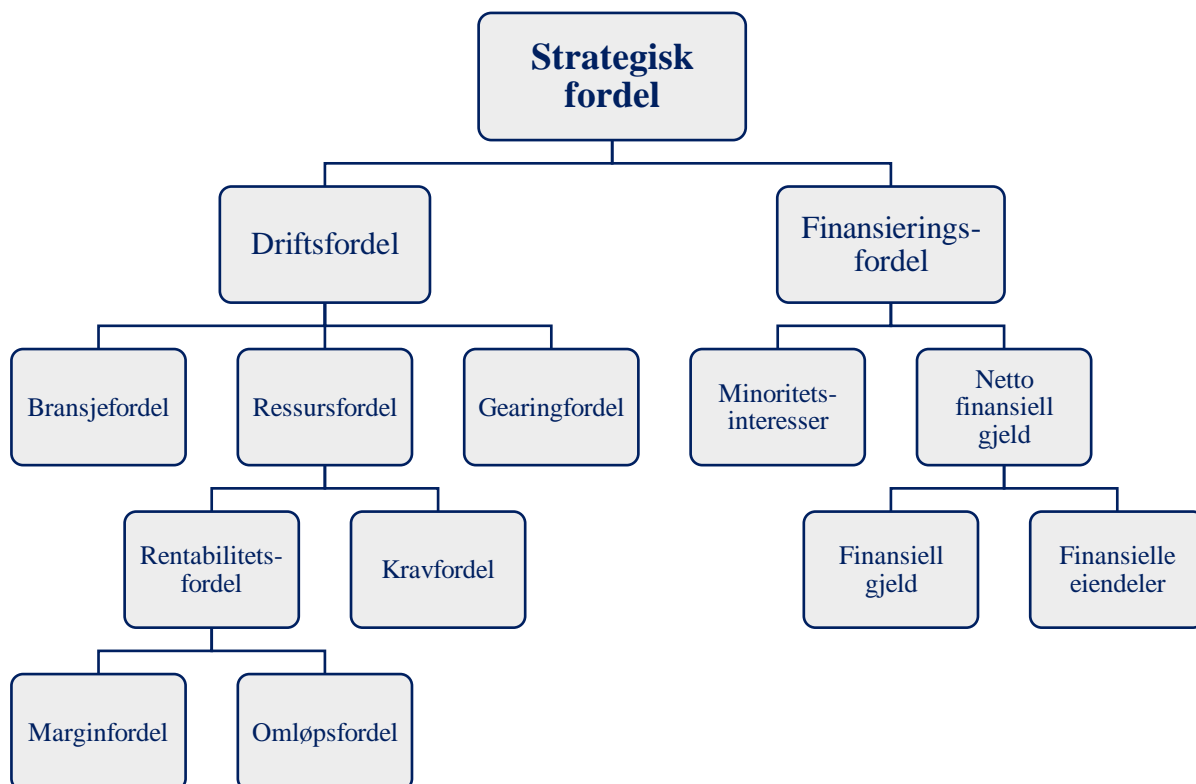 Strategisk
fordel
Driftsfordel
Finansierings-
fordel
Bransjefordel
Ressursfordel
Gearingfordel
Minoritets-
interesser
Netto
finansiell
gjeld
Rentabilitets-
fordel
Kravfordel
Finansiell
gjeld
Finansielle
eiendeler
Marginfordel
Omløpsfordel